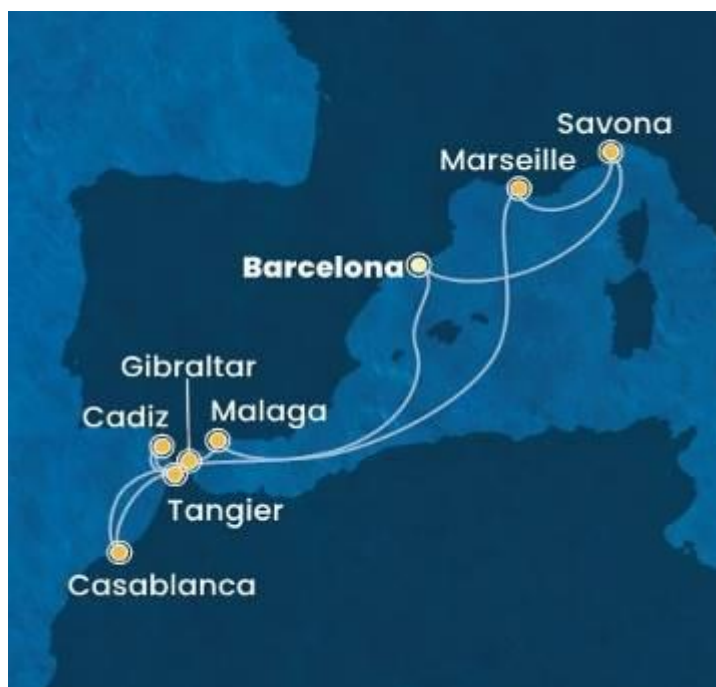 Savona
Marseille
Barcelona
Gibraltar
Cadiz
Malaga
Tangier
Casablanca